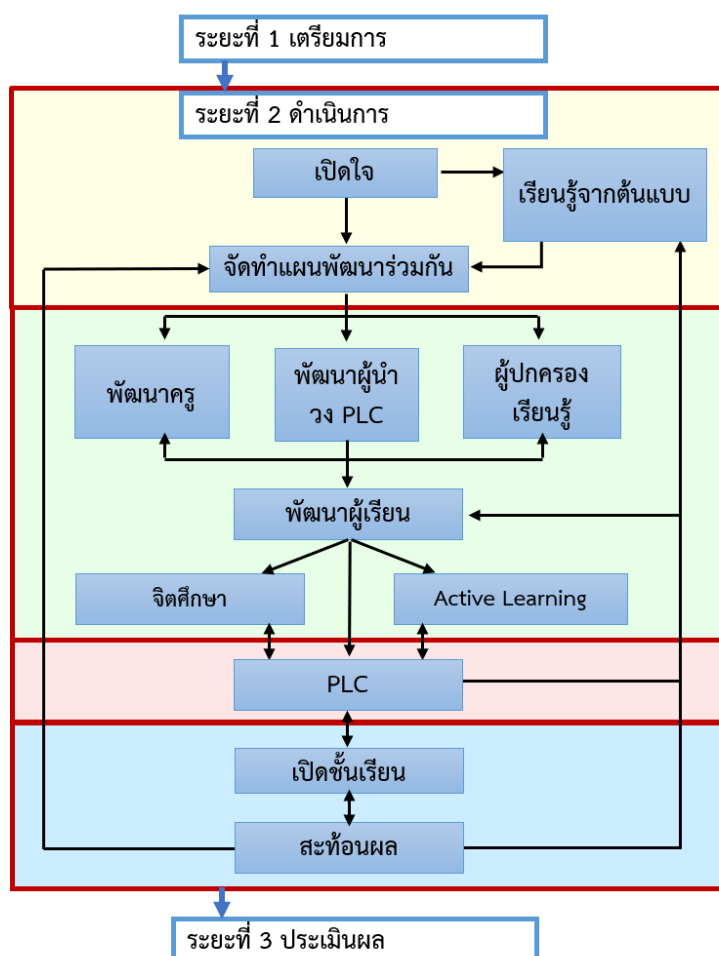 ระยะที่ 1 เตรียมการ
ระยะที่ 2 ดำเนินการ
เปิดใจ
เรียนรู้จากต้นแบบ
จัดทำแผนพัฒนาร่วมกัน
พัฒนาครู
พัฒนาผู้นำ
วง PLC
ผู้ปกครอง
เรียนรู้
พัฒนาผู้เรียน
จิตศึกษา
Active Learning
PLC
เปิดชั้นเรียน
สะท้อนผล
ระยะที่ 3 ประเมินผล